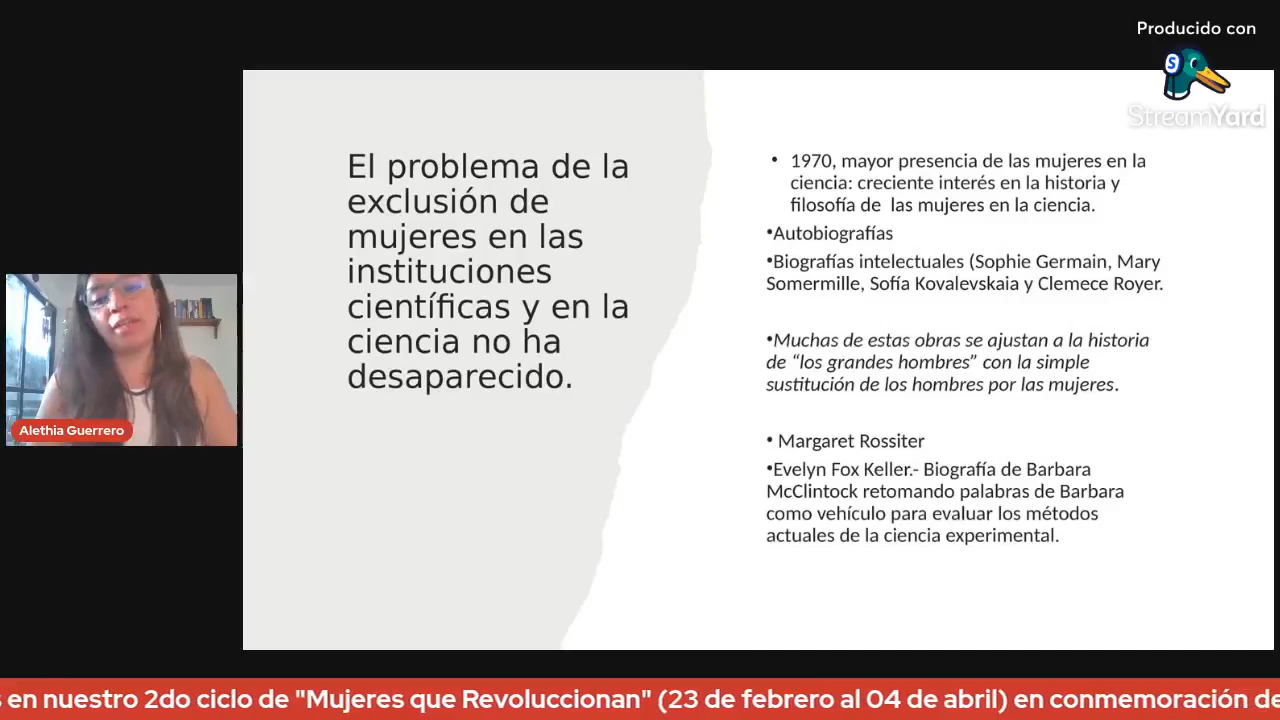 Producido con
StreamYard
El problema de la
exclusión de
mujeres en las
instituciones
científicas y en la
ciencia no ha
desaparecido.
• 1970, mayor presencia de las mujeres en la
ciencia: creciente interés en la historia y
filosofía de las mujeres en la ciencia.
•Autobiografías
•Biografías intelectuales (Sophie Germain, Mary
Somermille, Sofía Kovalevskaia y Clemece Royer.
•Muchas de estas obras se ajustan a la historia
de “los grandes hombres” con la simple
sustitución de los hombres por las mujeres.
• Margaret Rossiter
•Evelyn Fox Keller.- Biografía de Barbara
McClintock retomando palabras de Barbara
como vehículo para evaluar los métodos
actuales de la ciencia experimental.
Alethia Guerrero
s en nuestro 2do ciclo de "Mujeres que Revoluccionan" (23 de febrero al 04 de abril) en conmemoración de